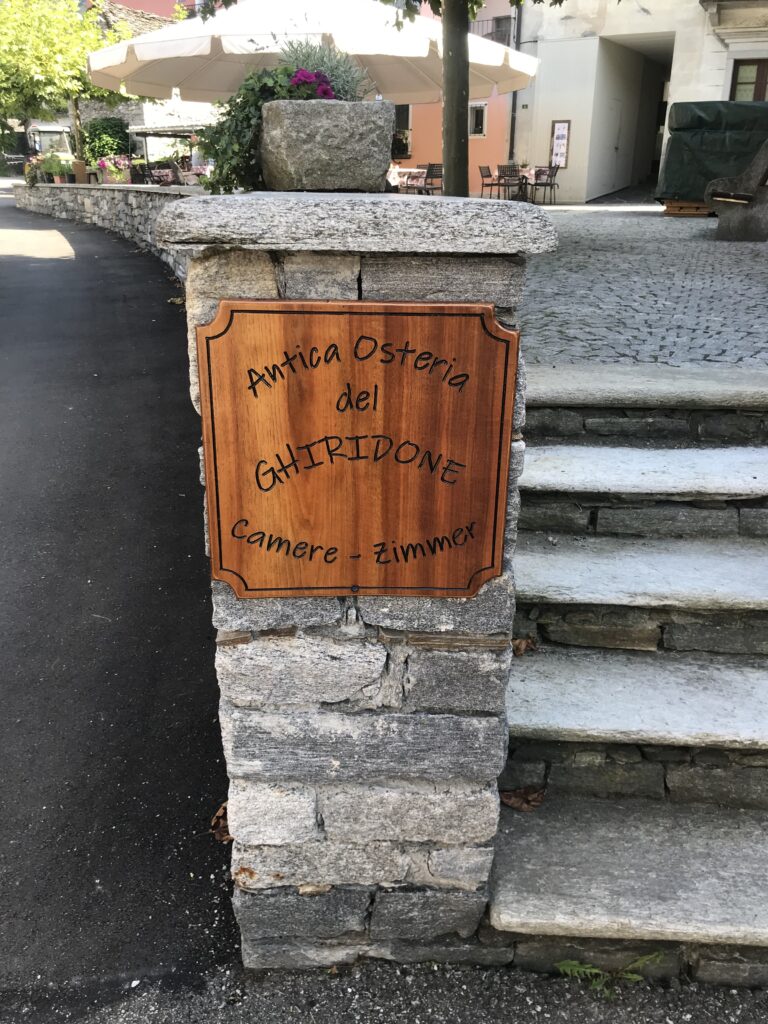 Antica Osteria
del
GHIRIDONE
Camere - Zimmer